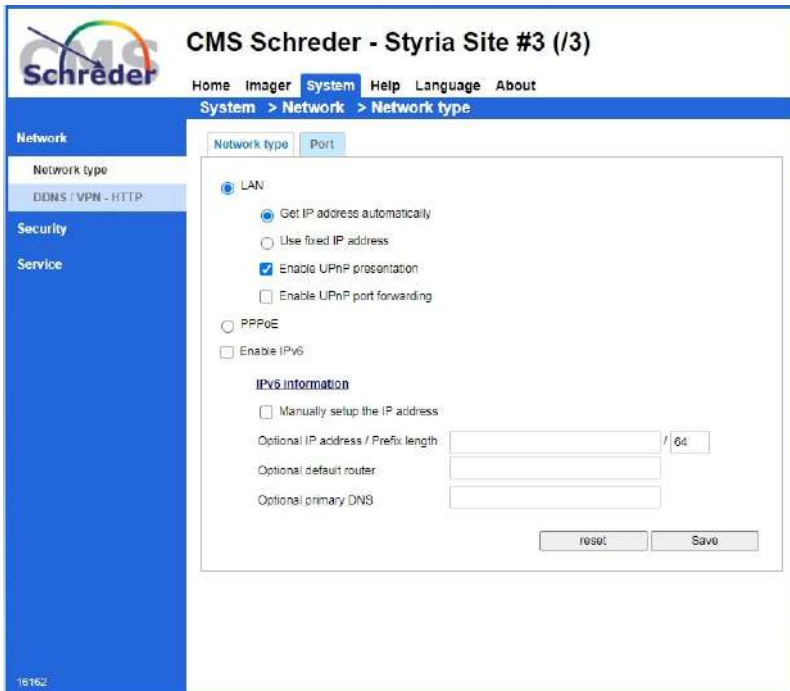 CMS
Schrèder
CMS Schreder - Styria Site #3 (/3)
Home Imager System Help Language About
System > Network > Network type
Network
Network type
DDNS / VPN - HTTP
Security
Service
Network type Port
LAN
Get IP address automatically
Use fixed IP address
Enable UPnP presentation
Enable UPnP port forwarding
PPPoE
Enable IPv6
IPv6 information
Manually setup the IP address
Optional IP address / Prefix length / 64
Optional default router
Optional primary DNS
reset Save
16162